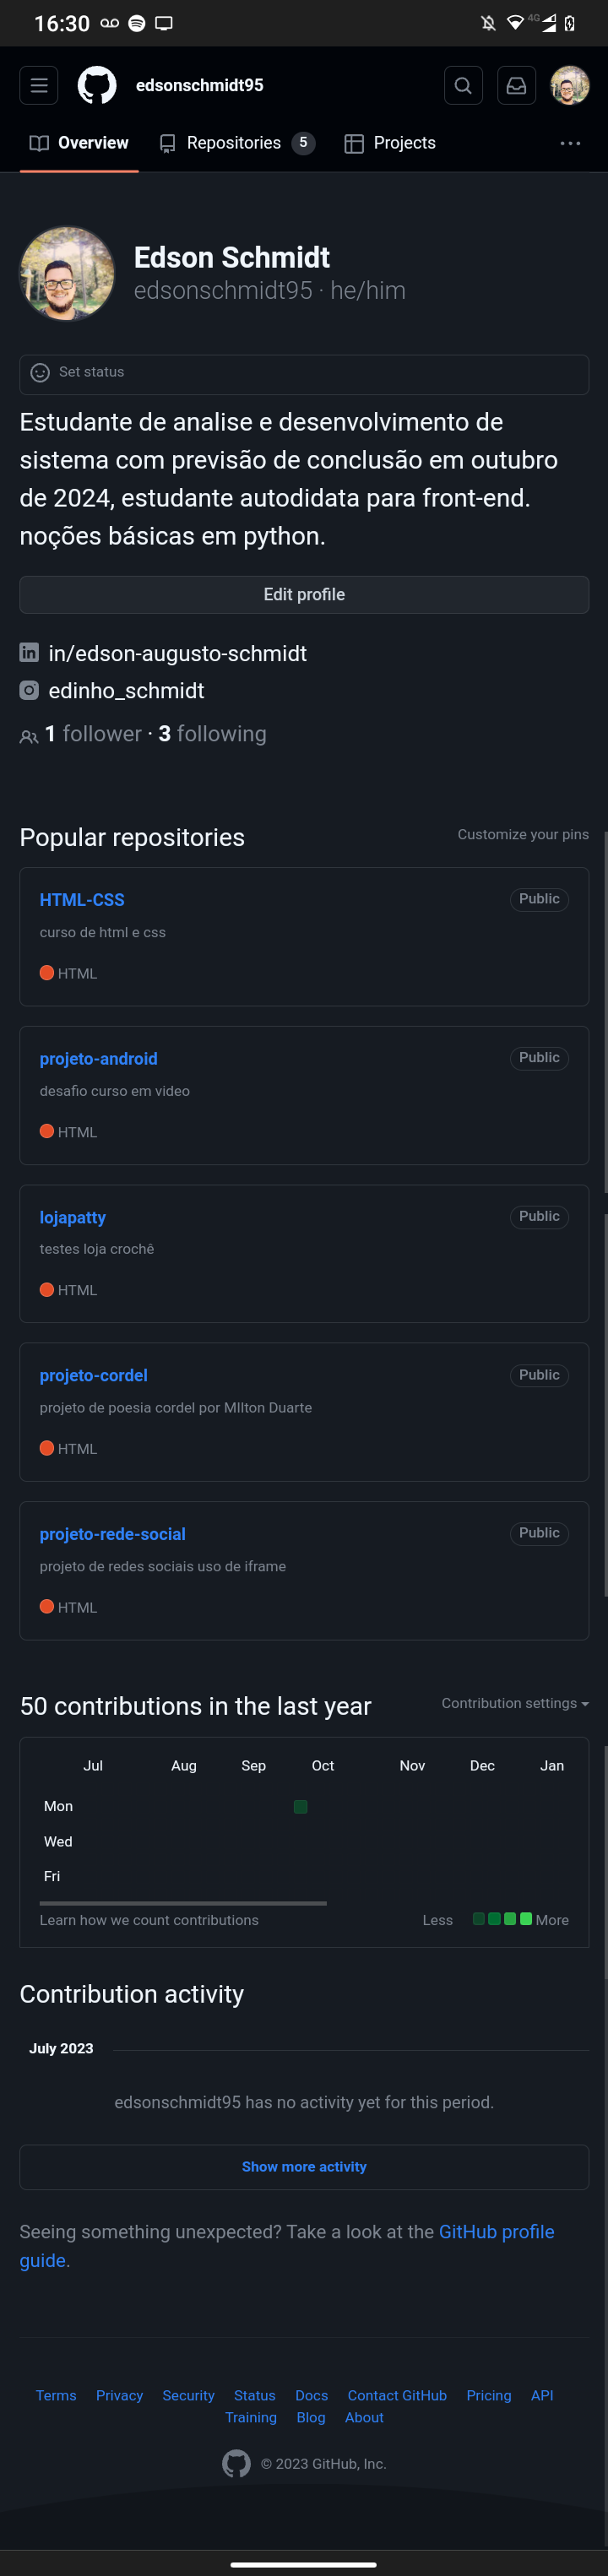 16:30
4G
edsonschmidt95
Overview Repositories 5 Projects
Edson Schmidt
edsonschmidt95 · he/him
Set status
Estudante de analise e desenvolvimento de
sistema com previsão de conclusão em outubro
de 2024, estudante autodidata para front-end.
noções básicas em python.
Edit profile
in/edson-augusto-schmidt
edinho_schmidt
1 follower · 3 following
Popular repositories Customize your pins
HTML-CSS Public
curso de html e css
HTML
projeto-android Public
desafio curso em video
HTML
lojapatty Public
testes loja crochê
HTML
projeto-cordel Public
projeto de poesia cordel por MIlton Duarte
HTML
projeto-rede-social Public
projeto de redes sociais uso de iframe
HTML
50 contributions in the last year Contribution settings
Jul Aug Sep Oct Nov Dec Jan
Mon
Wed
Fri
Learn how we count contributions Less More
Contribution activity
July 2023
edsonschmidt95 has no activity yet for this period.
Show more activity
Seeing something unexpected? Take a look at the GitHub profile
guide.
Terms Privacy Security Status Docs Contact GitHub Pricing API
Training Blog About
© 2023 GitHub, Inc.